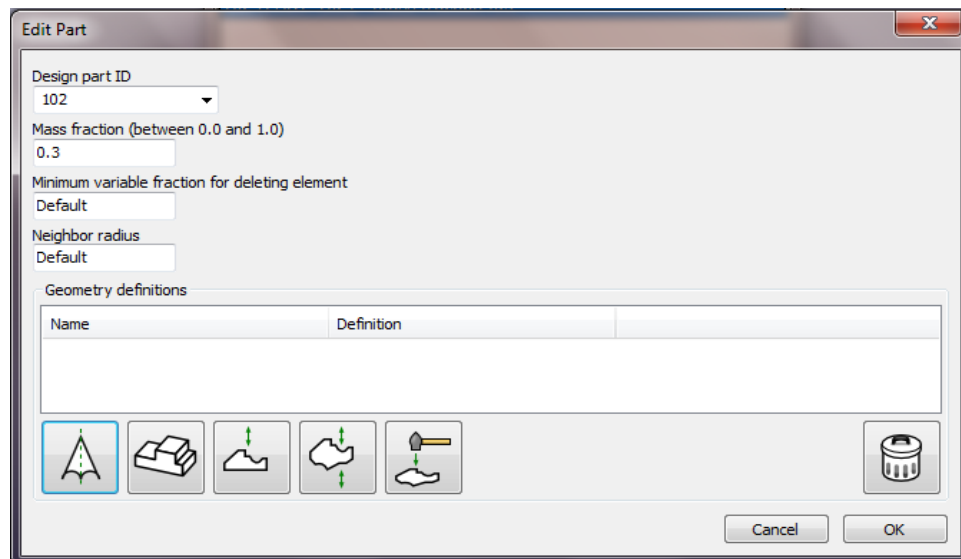 Edit Part
Design part ID
102
Mass fraction (between 0.0 and 1.0)
0.3
Minimum variable fraction for deleting element
Default
Neighbor radius
Default
Geometry definitions
Name Definition
Cancel OK